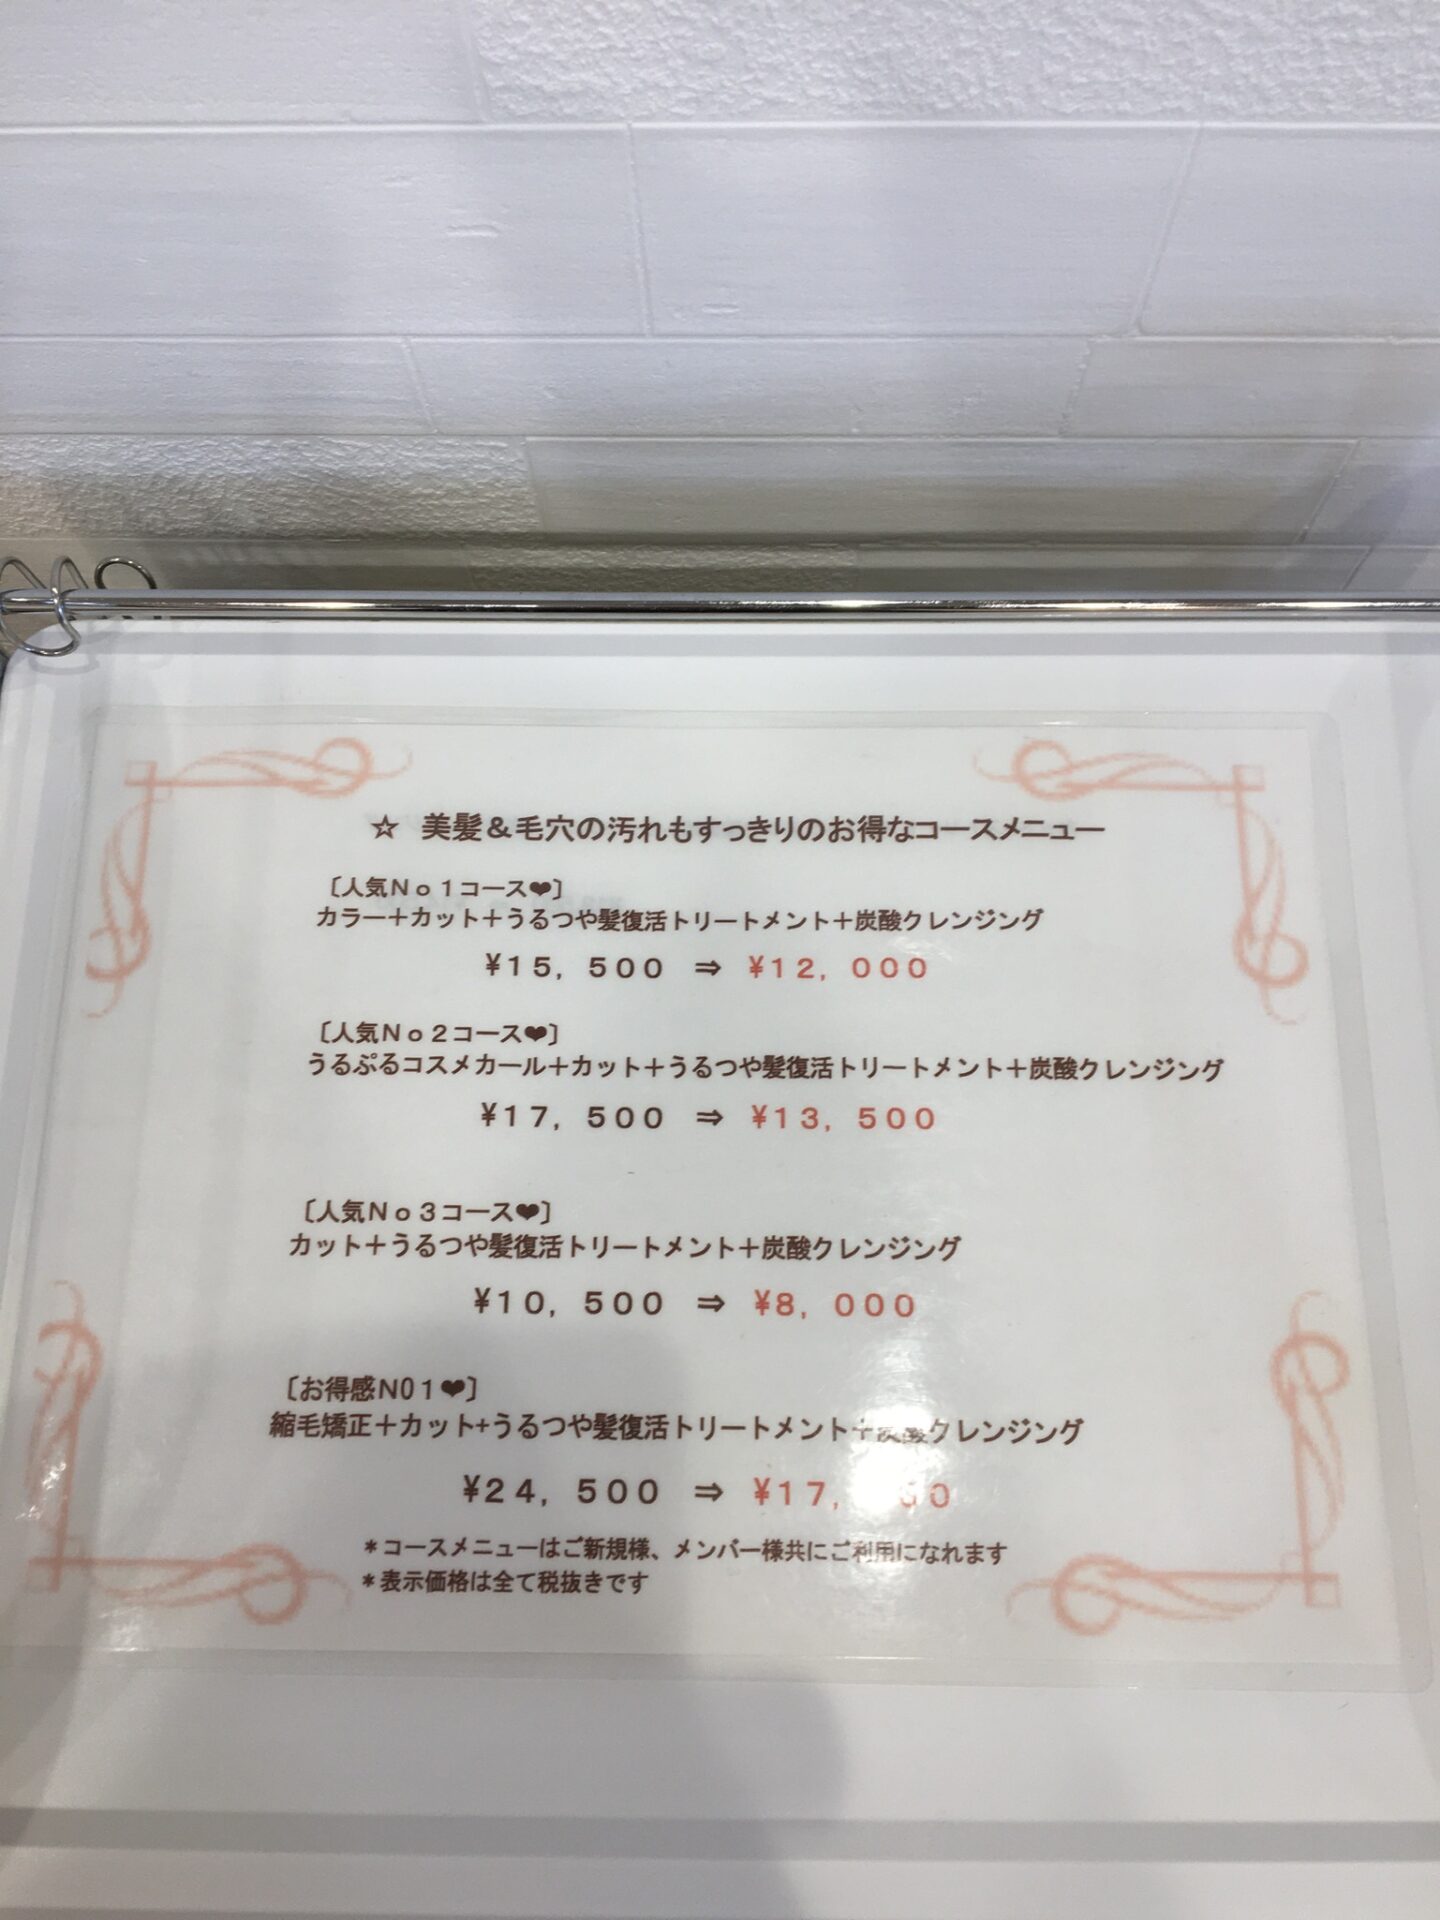 ☆ 美髪&毛穴の汚れもすっきりのお得なコースメニュー
〔人気No1コース❤〕
カラー+カット+うるつや髪復活トリートメント+炭酸クレンジング
¥15,500 ⇒ ¥12,000
〔人気No2コース❤〕
うるぷるコスメカール+カット+うるつや髪復活トリートメント+炭酸クレンジング
¥17,500 ⇒ ¥13,500
〔人気No3コース❤〕
カット+うるつや髪復活トリートメント+炭酸クレンジング
¥10,500 ⇒ ¥8,000
〔お得感NO1❤〕
縮毛矯正+カット+うるつや髪復活トリートメント+炭酸クレンジング
¥24,500 ⇒
*コースメニューはご新規様、メンバー様共にご利用になれます
*表示価格は全て税抜きです